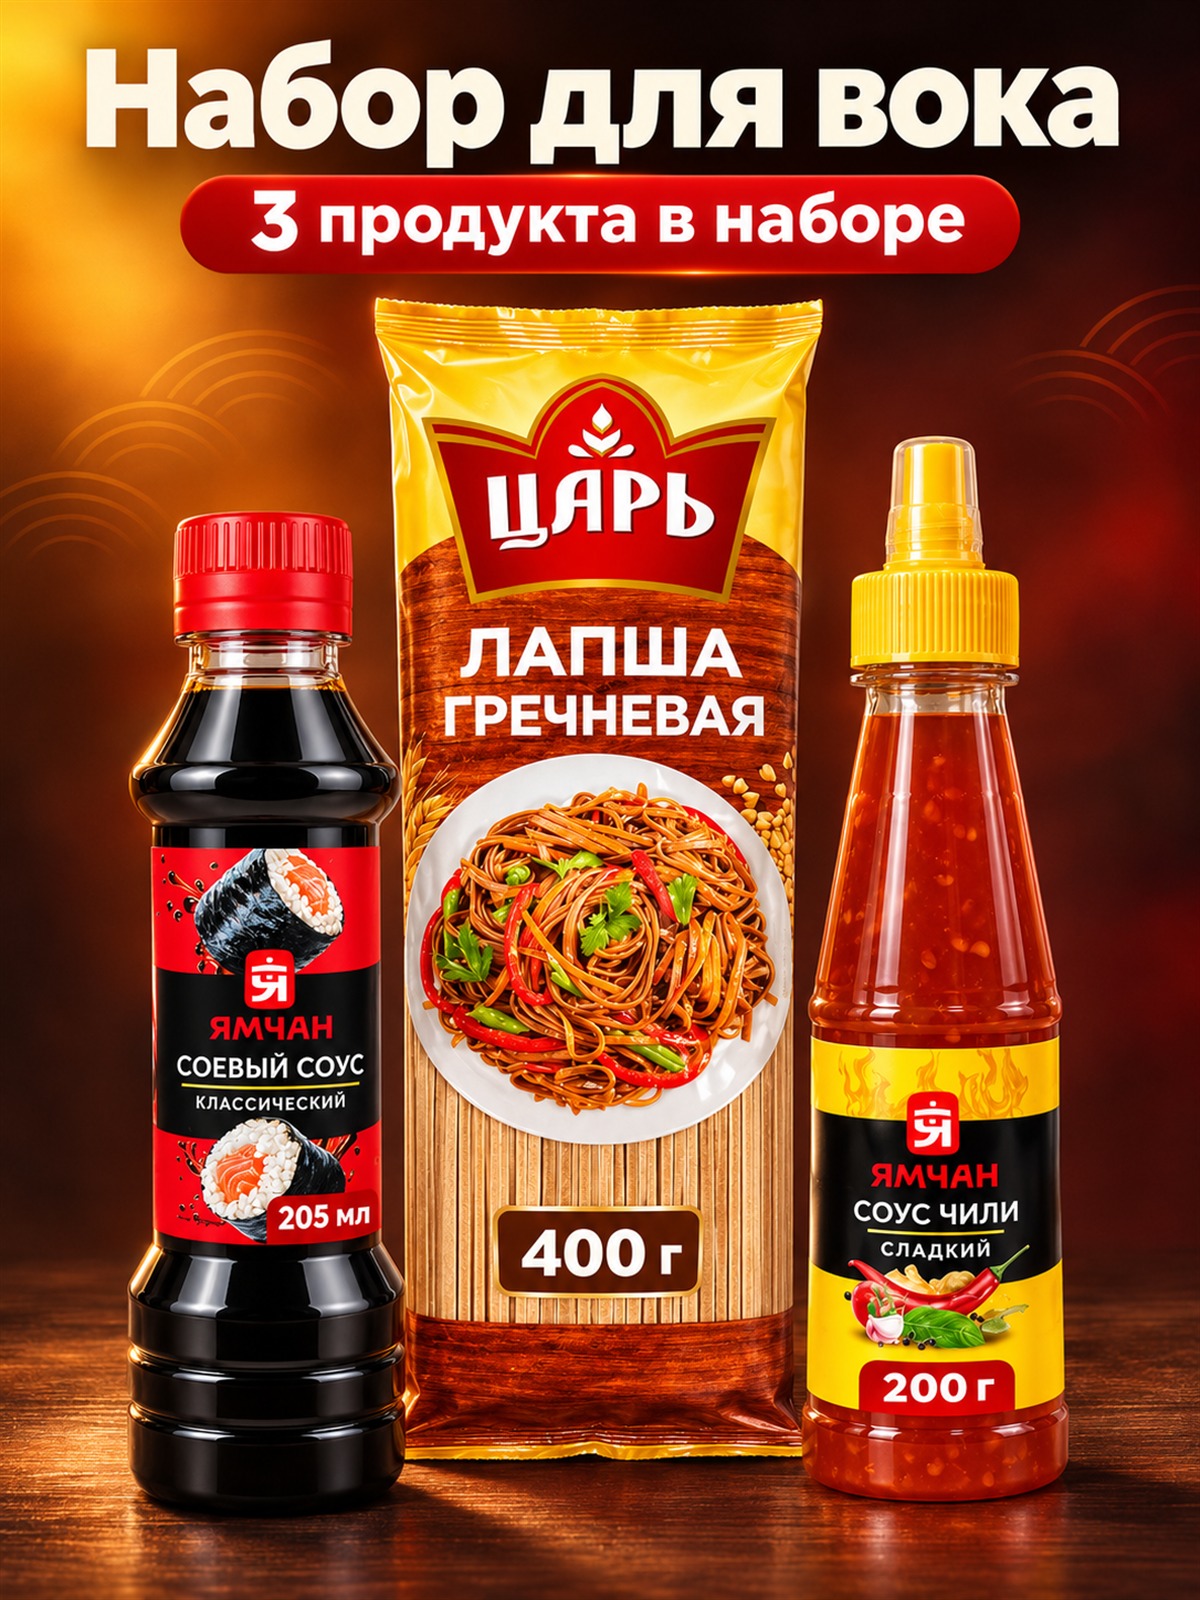 Набор для вока
3 продукта в наборе
ЦАРЬ
ЛАПША
ГРЕЧНЕВАЯ
400 г
Я
ЯМЧАН
СОЕВЫЙ СОУС
КЛАССИЧЕСКИЙ
205 мл
Я
ЯМЧАН
СОУС ЧИЛИ
СЛАДКИЙ
200 г